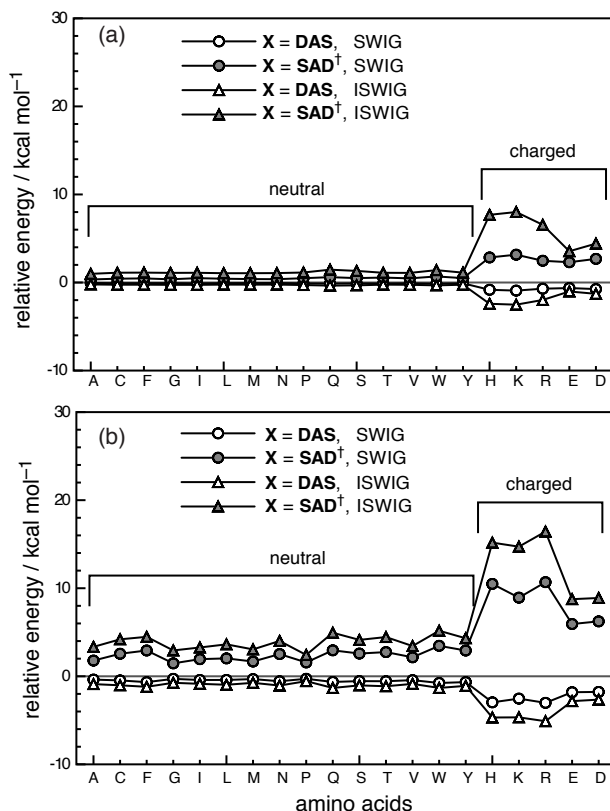 (a)
X = DAS, SWIG
X = SAD†, SWIG
X = DAS, ISWIG
X = SAD†, ISWIG
charged
neutral
relative energy / kcal mol⁻¹
30
20
10
0
-10
A C F G I L M N P Q S T V W Y H K R E D
(b)
X = DAS, SWIG
X = SAD†, SWIG
X = DAS, ISWIG
X = SAD†, ISWIG
charged
neutral
relative energy / kcal mol⁻¹
30
20
10
0
-10
A C F G I L M N P Q S T V W Y H K R E D
amino acids